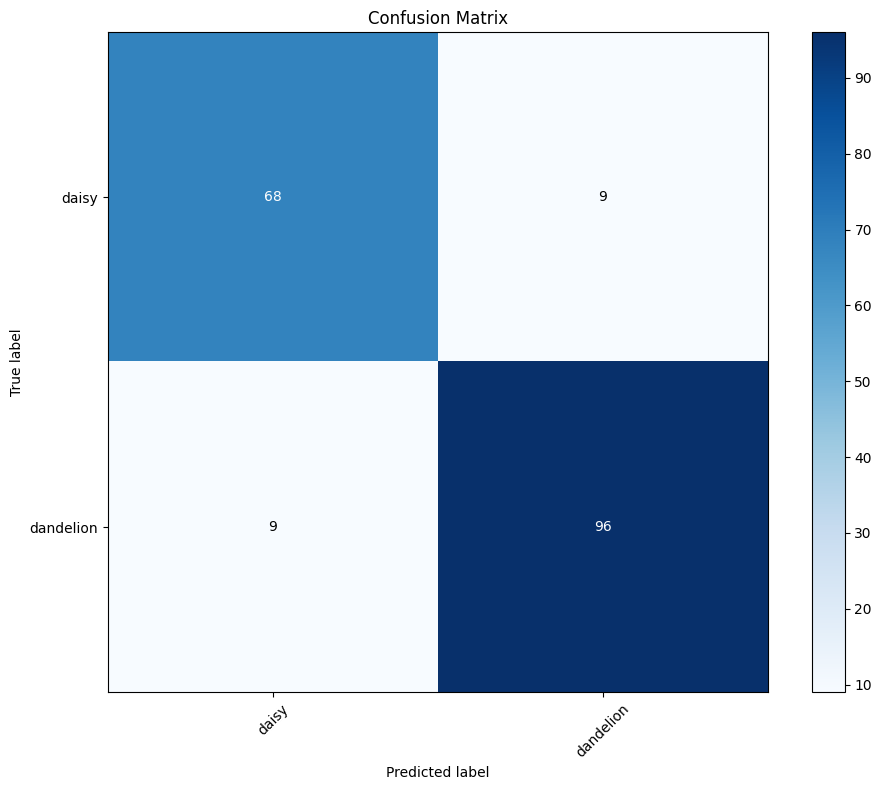 Confusion Matrix
daisy
dandelion
True label
68
9
9
96
daisy
dandelion
Predicted label
90
80
70
60
50
40
30
20
10